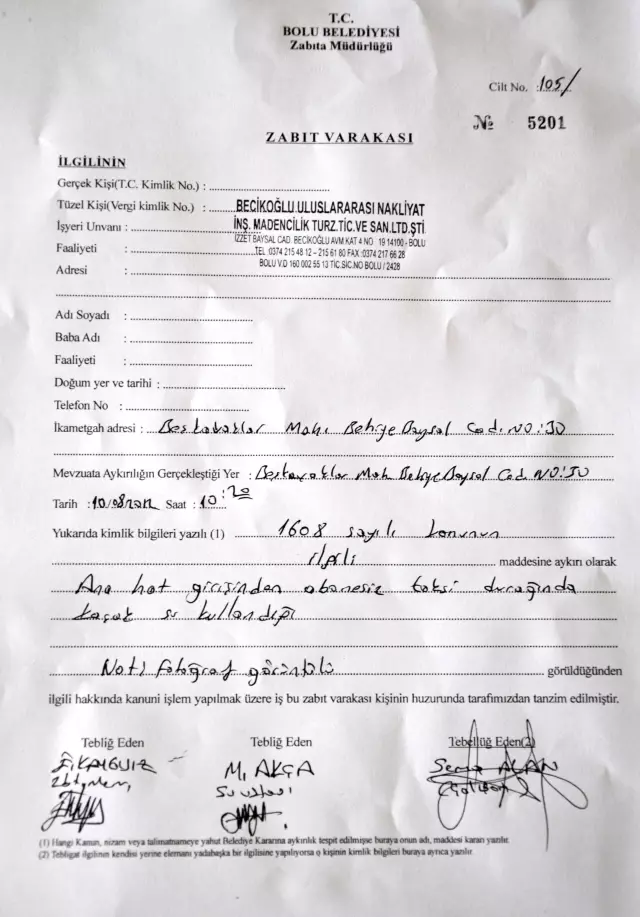 T.C.
BOLU BELEDİYESİ
Zabıta Müdürlüğü
Cilt No. :105/
№ 5201
ZABIT VARAKASI
İLGİLİNİN
Gerçek Kişi(T.C. Kimlik No.) :
Tüzel Kişi(Vergi kimlik No.) : BECİKOĞLU ULUSLARARASI NAKLİYAT
İşyeri Unvanı : İNŞ. MADENCİLİK TURZ.TİC.VE SAN.LTD.ŞTİ.
İZZET BAYSAL CAD. BECİKOĞLU AVM KAT 4 NO 19 14100 - BOLU
Faaliyeti : TEL :0374 215 48 12 – 215 61 80 FAX :0374 217 66 28
Adresi : BOLU V.D 160 002 55 13 TİC.SİC.NO BOLU / 2428
Adı Soyadı :
Baba Adı :
Faaliyeti :
Doğum yer ve tarihi :
Telefon No :
İkametgah adresi : Beşkavaklar Mah. Behiye Baysal Cad. NO:30
Mevzuata Aykırılığın Gerçekleştiği Yer : Beşkavaklar Mah Behiye Baysal Cad NO:30
Tarih : 10/08/2012 Saat : 10:20
Yukarıda kimlik bilgileri yazılı (1) 1608 sayılı kanunun
ilgili maddesine aykırı olarak
Ana hat girişinden abonesiz taksi durağında
kaçak su kullandığı
Not: fotoğraf görüntülü görüldüğünden
ilgili hakkında kanuni işlem yapılmak üzere iş bu zabıt varakası kişinin huzurunda tarafımızdan tanzim edilmiştir.
Tebliğ Eden Tebliğ Eden Tebellüğ Eden(2)
M. AKÇA
(1) Hangi Kanun, nizam veya talimatnameye yahut Belediye Kararına aykırılık tespit edilmişse buraya onun adı, maddesi kararı yazılır.
(2) Tebligat ilgilinin kendisi yerine elemanı yadabaşka bir ilgilisine yapılıyorsa o kişinin kimlik bilgileri buraya ayrıca yazılır.